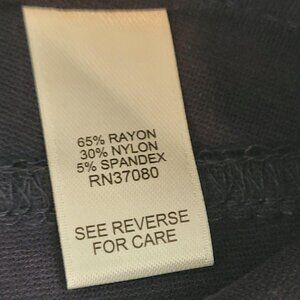 65% RAYON
30% NYLON
5% SPANDEX
RN37080
SEE REVERSE
FOR CARE